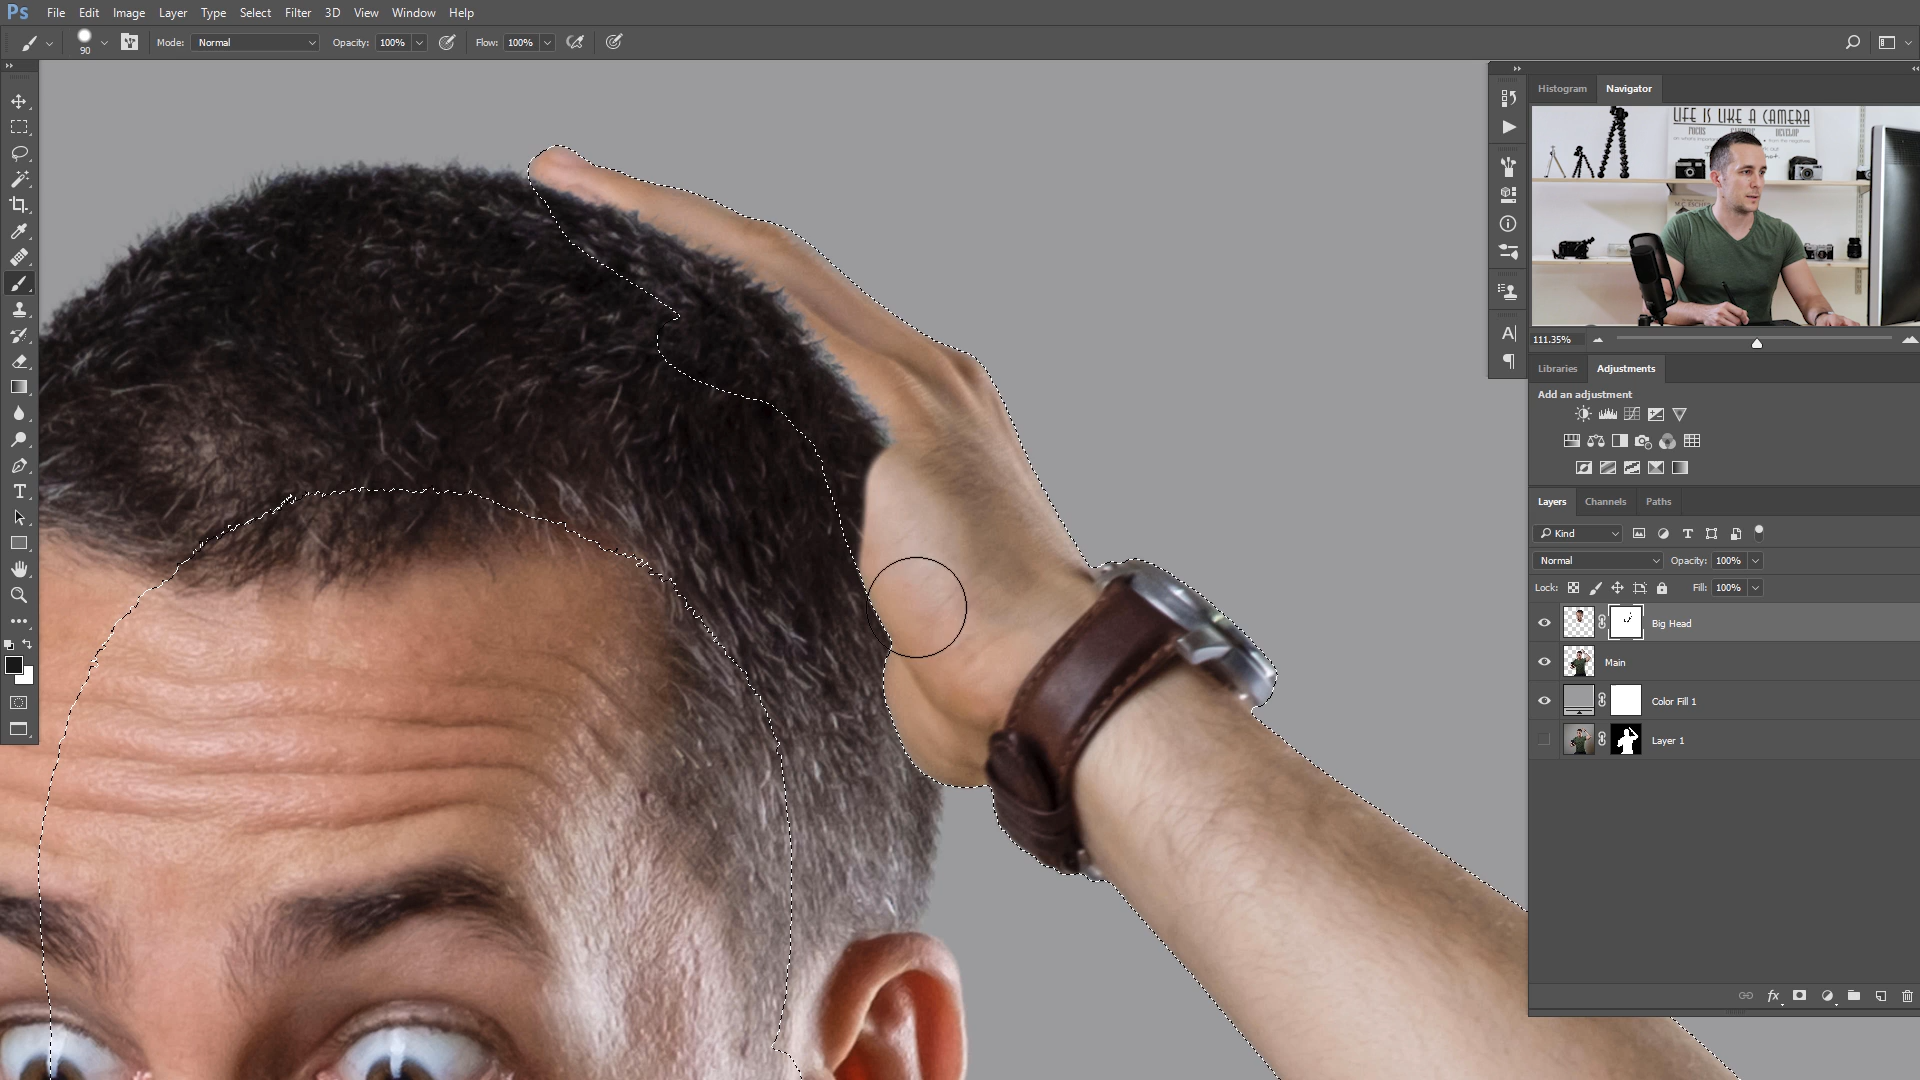 Ps File Edit Image Layer Type Select Filter 3D View Window Help
90 Mode: Normal Opacity: 100% Flow: 100%
Histogram Navigator
LIFE IS LIKE A CAMERA
DEVELOP
111.35%
Libraries Adjustments
Add an adjustment
Layers Channels Paths
Kind
Normal Opacity: 100%
Lock: Fill: 100%
Big Head
Main
Color Fill 1
Layer 1